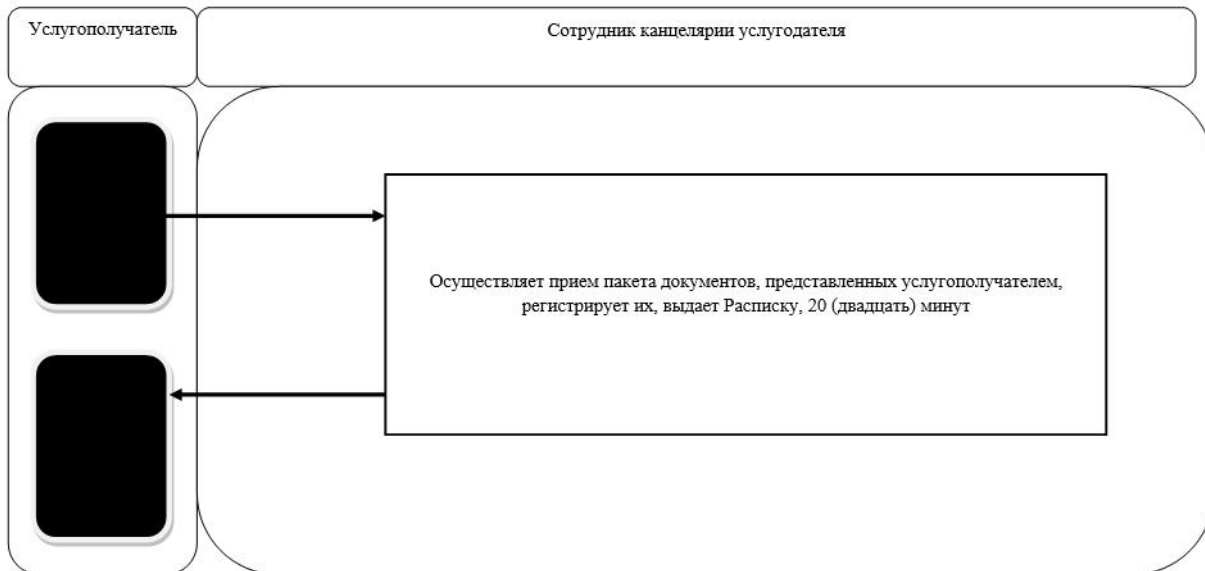 Услугополучатель
Сотрудник канцелярии услугодателя
Осуществляет прием пакета документов, представленных услугополучателем,
регистрирует их, выдает Расписку, 20 (двадцать) минут